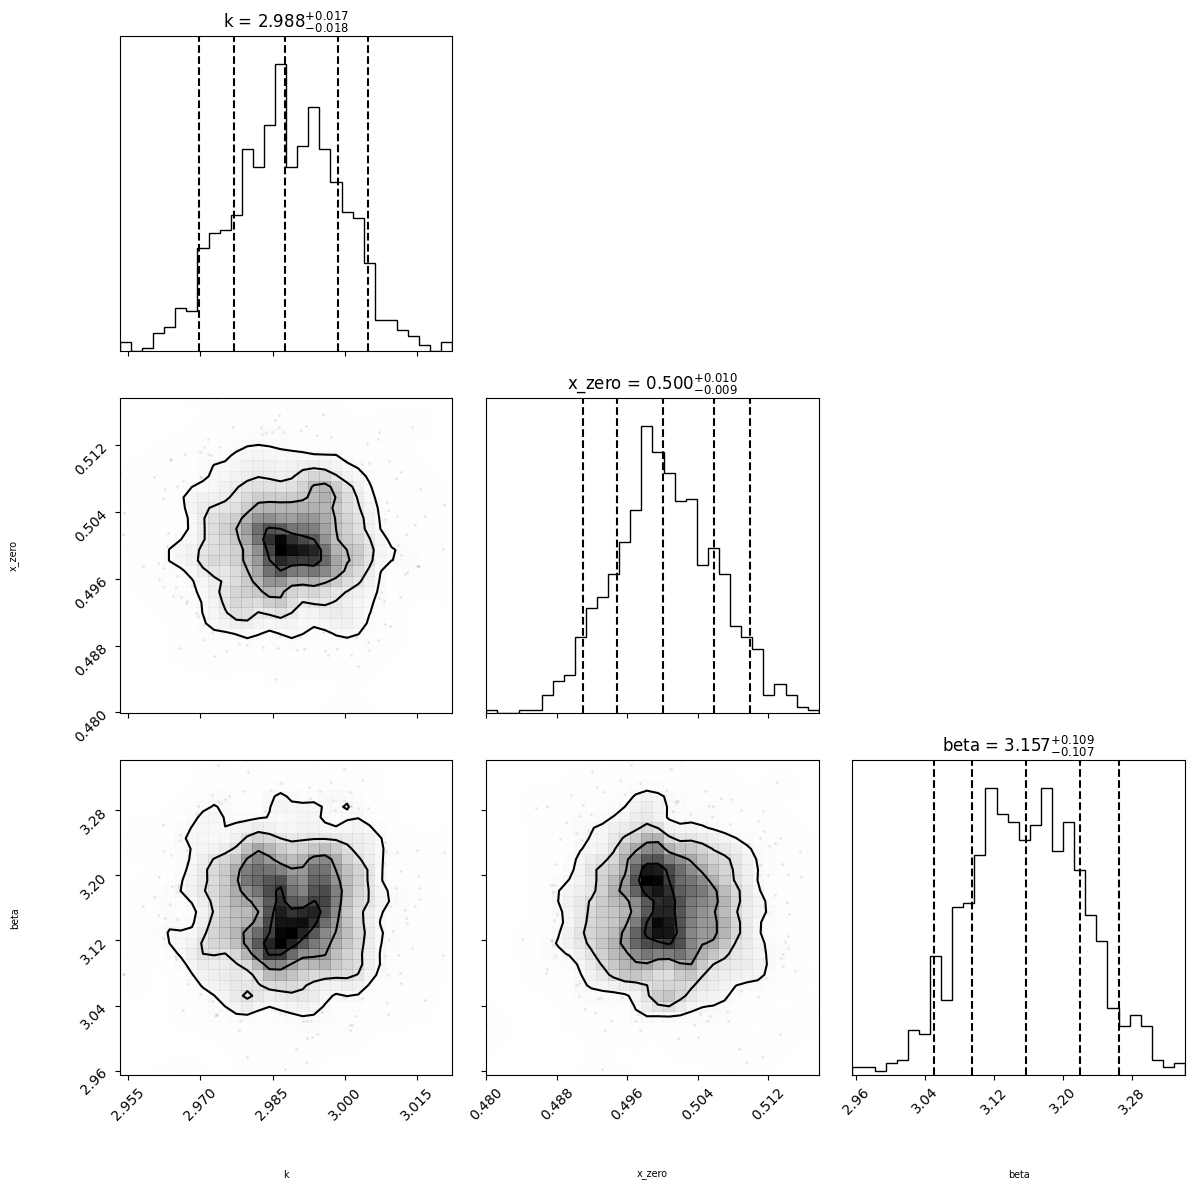 k = 2.988$^{+0.017}_{-0.018}$
x_zero = 0.500$^{+0.010}_{-0.009}$
0.512
0.504
0.496
0.488
0.480
x_zero
beta = 3.157$^{+0.109}_{-0.107}$
3.28
3.20
3.12
3.04
2.96
beta
2.955 2.970 2.985 3.000 3.015
0.480 0.488 0.496 0.504 0.512
2.96 3.04 3.12 3.20 3.28
k x_zero beta